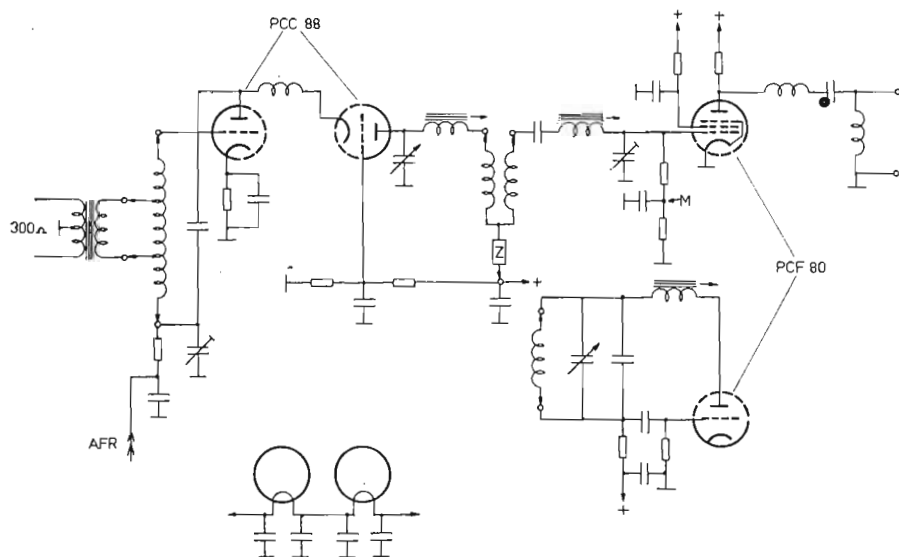 PCC 88
+ +
300Ω
M
Z
+
PCF 80
AFR
+